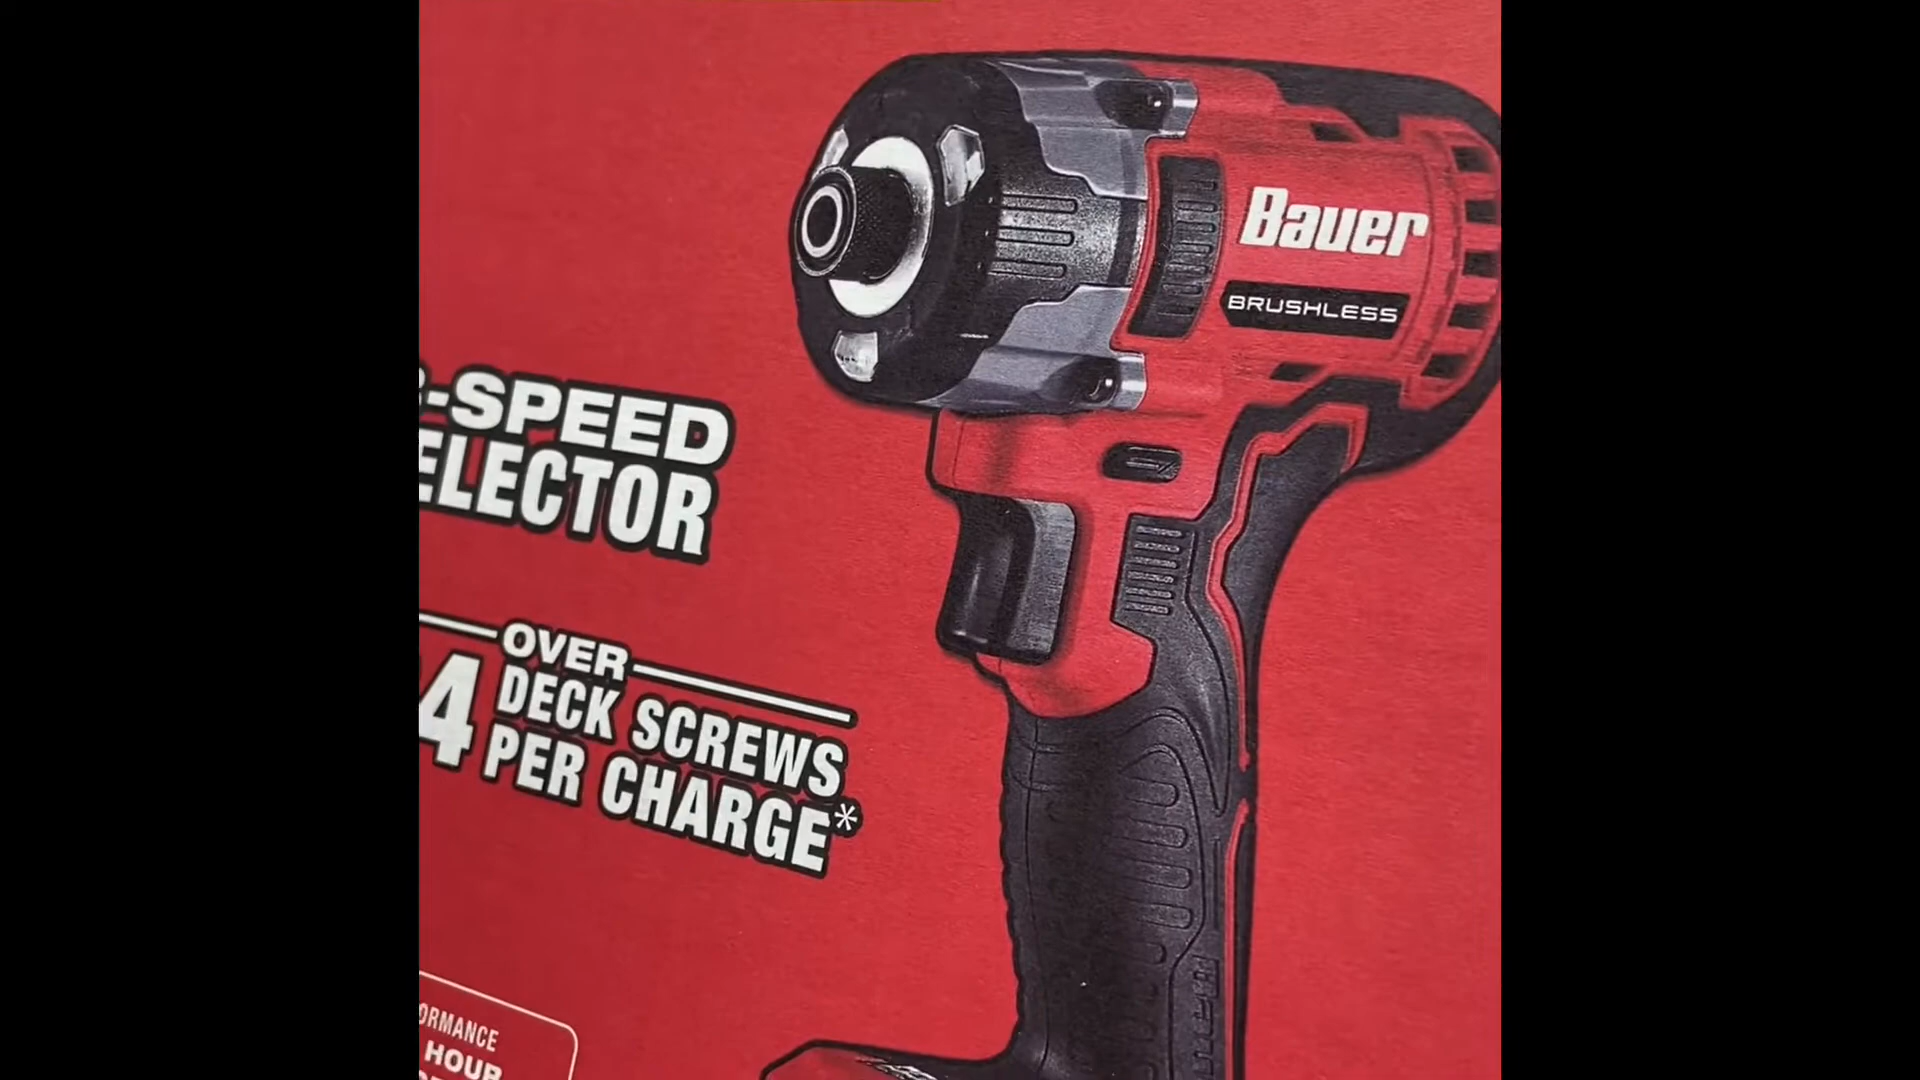 Bauer
BRUSHLESS
-SPEED
ELECTOR
OVER
4 DECK SCREWS
PER CHARGE*
ORMANCE
HOUR